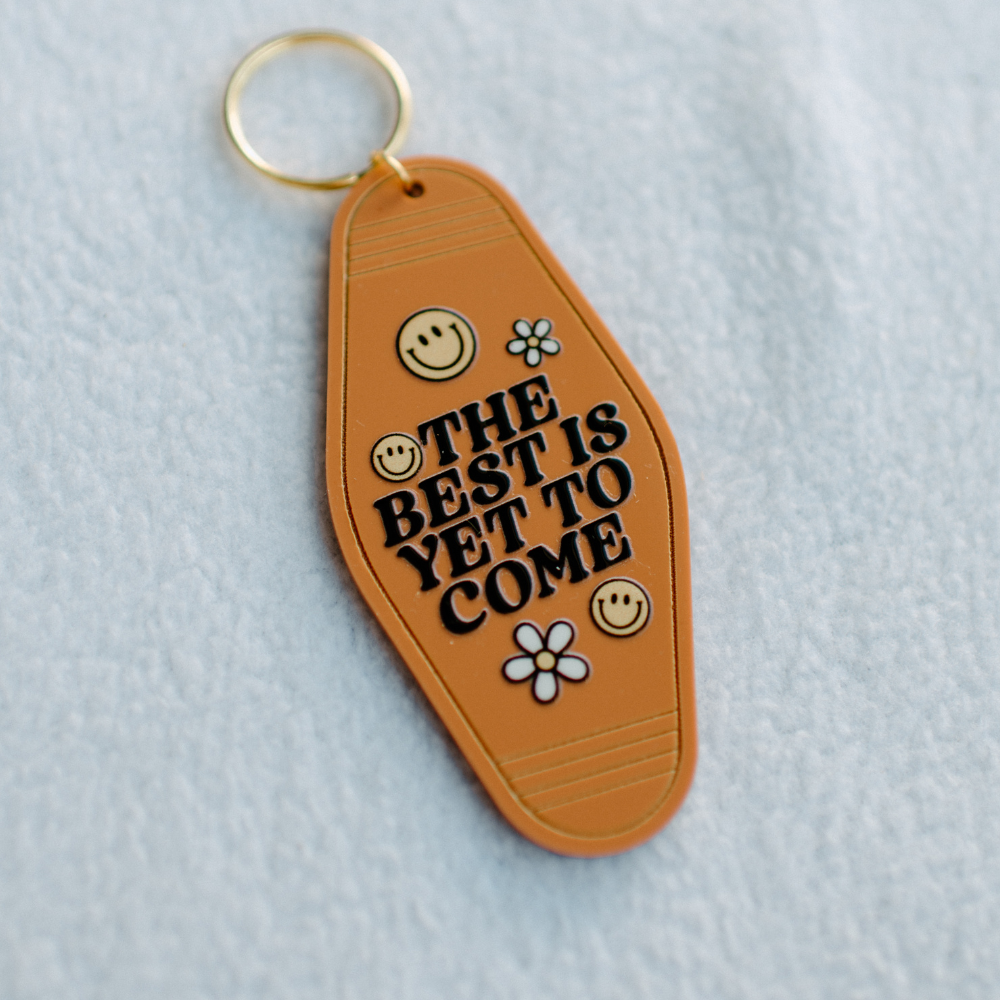 THE
BEST IS
YET TO
COME